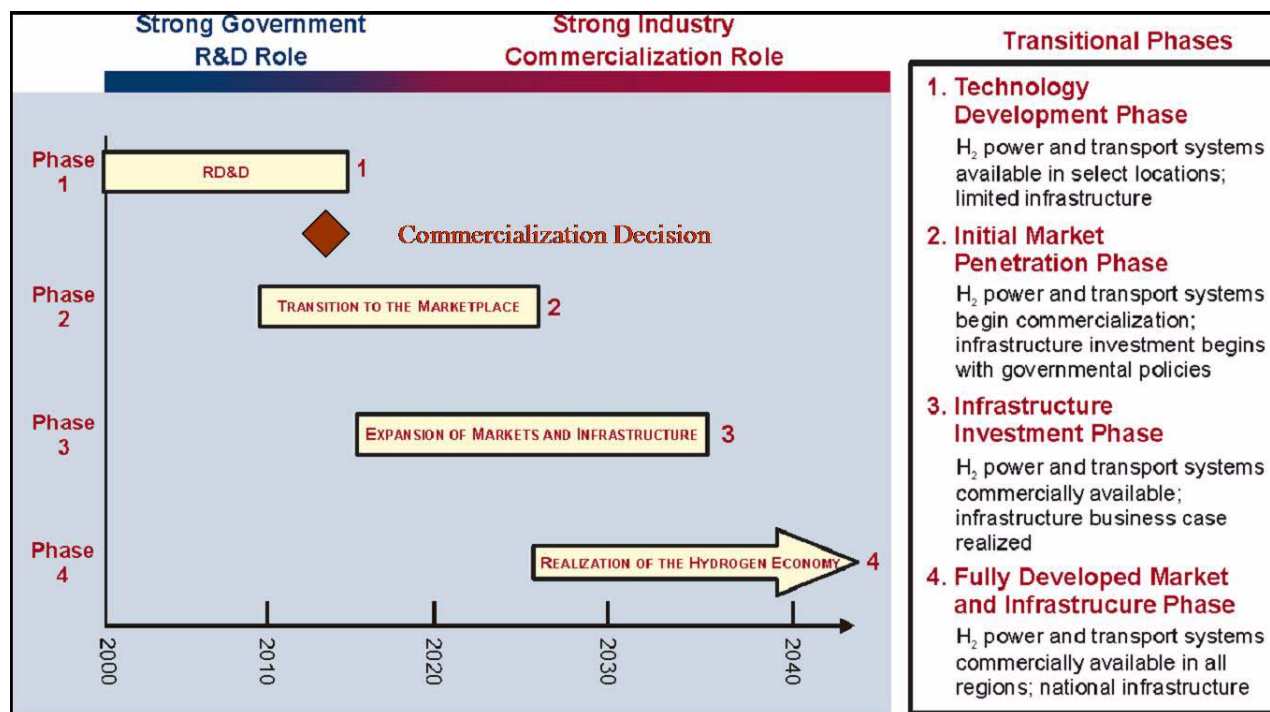 Strong Government
R&D Role
Strong Industry
Commercialization Role
Phase
1
RD&D
1
Commercialization Decision
Phase
2
TRANSITION TO THE MARKETPLACE
2
Phase
3
EXPANSION OF MARKETS AND INFRASTRUCTURE
3
Phase
4
REALIZATION OF THE HYDROGEN ECONOMY
4
2000
2010
2020
2030
2040
Transitional Phases
1. Technology
Development Phase
H₂ power and transport systems
available in select locations;
limited infrastructure
2. Initial Market
Penetration Phase
H₂ power and transport systems
begin commercialization;
infrastructure investment begins
with governmental policies
3. Infrastructure
Investment Phase
H₂ power and transport systems
commercially available;
infrastructure business case
realized
4. Fully Developed Market
and Infrastrucure Phase
H₂ power and transport systems
commercially available in all
regions; national infrastructure